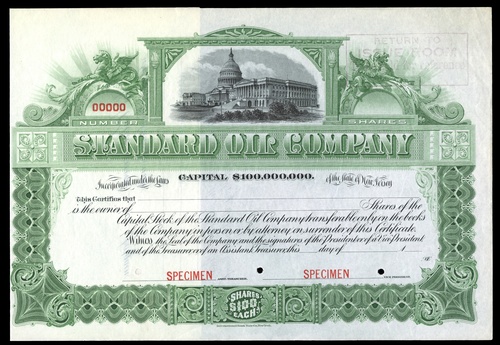 RETURN TO
00000
NUMBER
SHARES
STANDARD OIL COMPANY
Incorporated under the Laws
CAPITAL $100,000,000.
of the State of New Jersey
This Certifies that
Shares of the
is the owner of
Capital Stock of the Standard Oil Company transferable only on the books
of the Company in person or by attorney on surrender of this Certificate.
Witness the Seal of the Company and the signatures of the President or a Vice President
and of the Treasurer or an Assistant Treasurer this day of 1
SPECIMEN
SPECIMEN
SHARES
$100
EACH